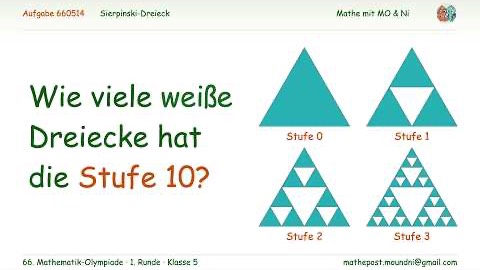 Aufgabe 660514 Sierpinski-Dreieck Mathe mit MO & Ni
Wie viele weiße
Dreiecke hat
die Stufe 10?
Stufe 0 Stufe 1
Stufe 2 Stufe 3
66. Mathematik-Olympiade · 1. Runde · Klasse 5 mathepost.moundni@gmail.com